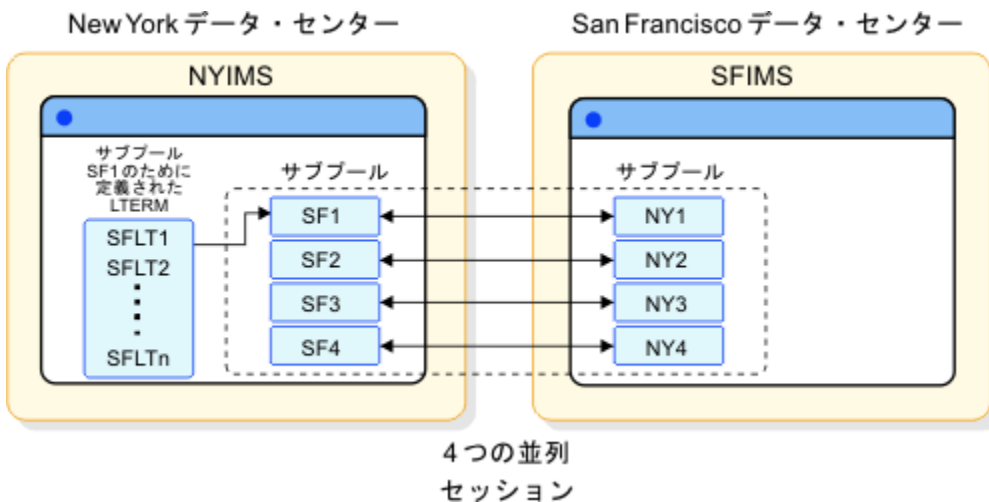 New York データ・センター
San Francisco データ・センター
NYIMS
SFIMS
サブプール
SF1のために
定義された
LTERM
サブプール
サブプール
SFLT1
SFLT2
SFLTn
SF1
SF2
SF3
SF4
NY1
NY2
NY3
NY4
4つの並列
セッション